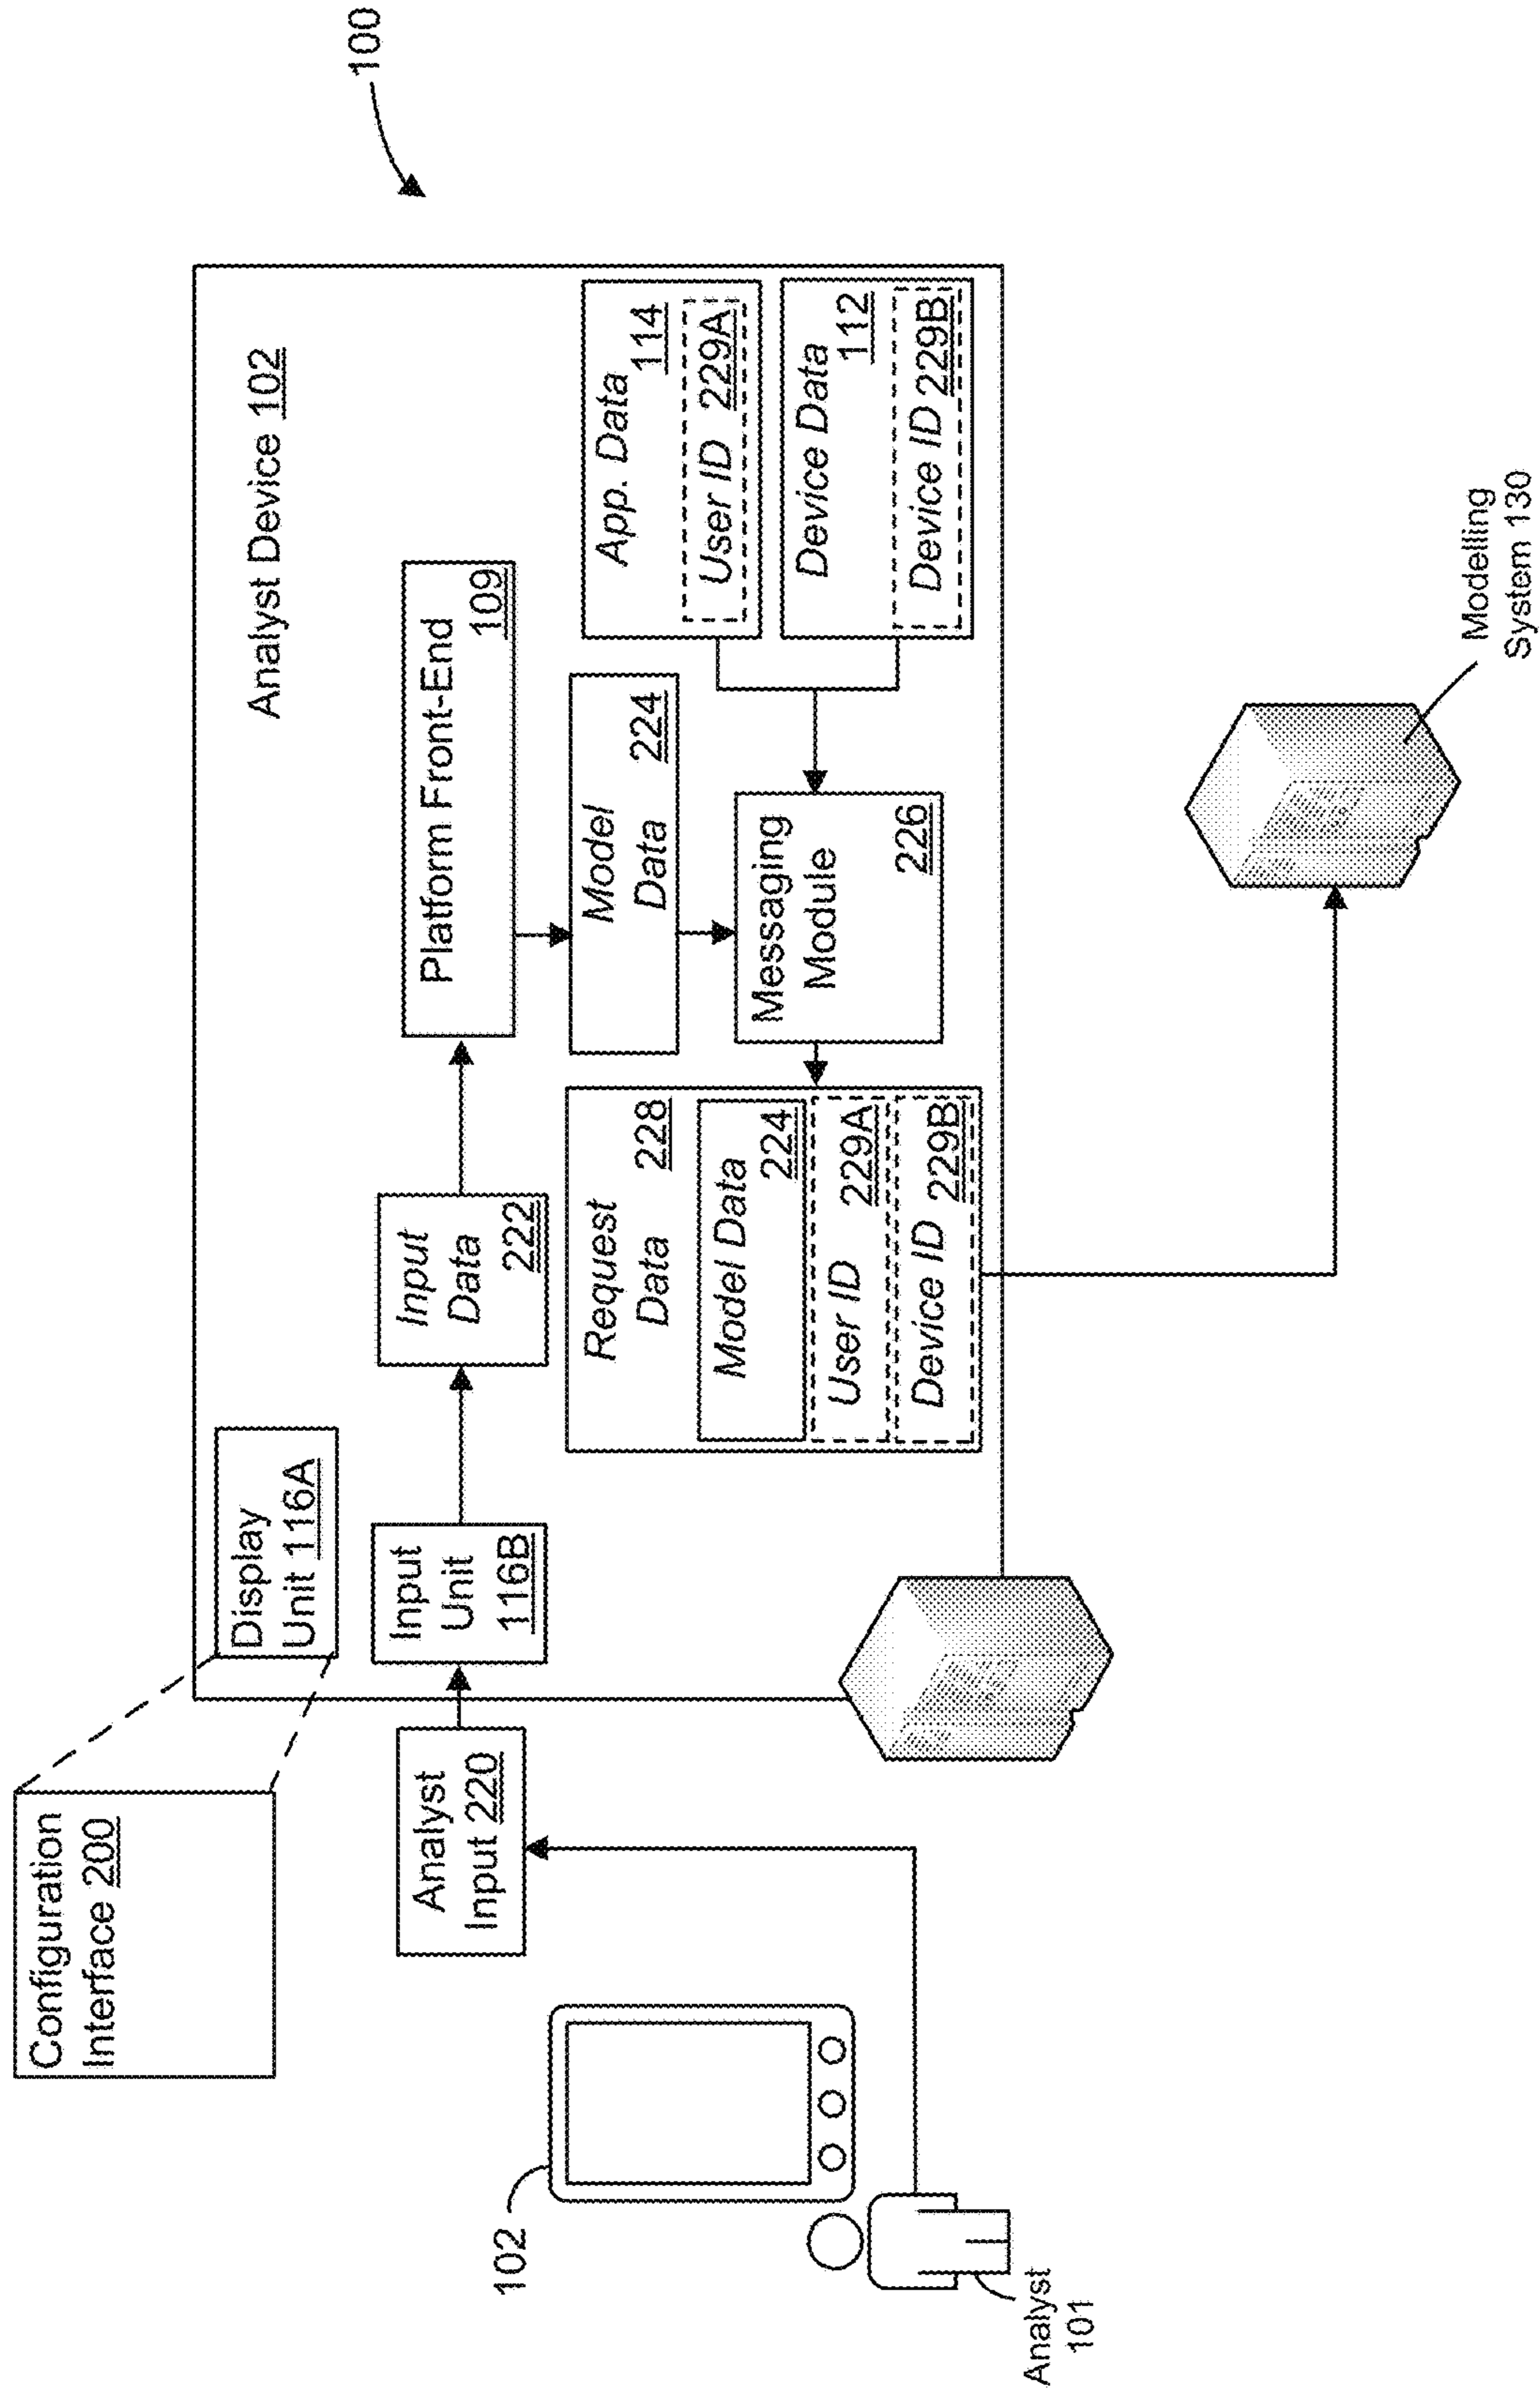 100
Configuration
Interface 200
Display
Unit 116A
Analyst Device 102
Analyst
Input 220
Input
Unit
116B
Input
Data
222
Platform Front-End
109
Request
Data
228
Model Data
224
User ID 229A
Device ID 229B
Model
Data
224
Messaging
Module
226
App. Data
114
User ID 229A
Device Data
112
Device ID 229B
102
Analyst
101
Modelling
System 130